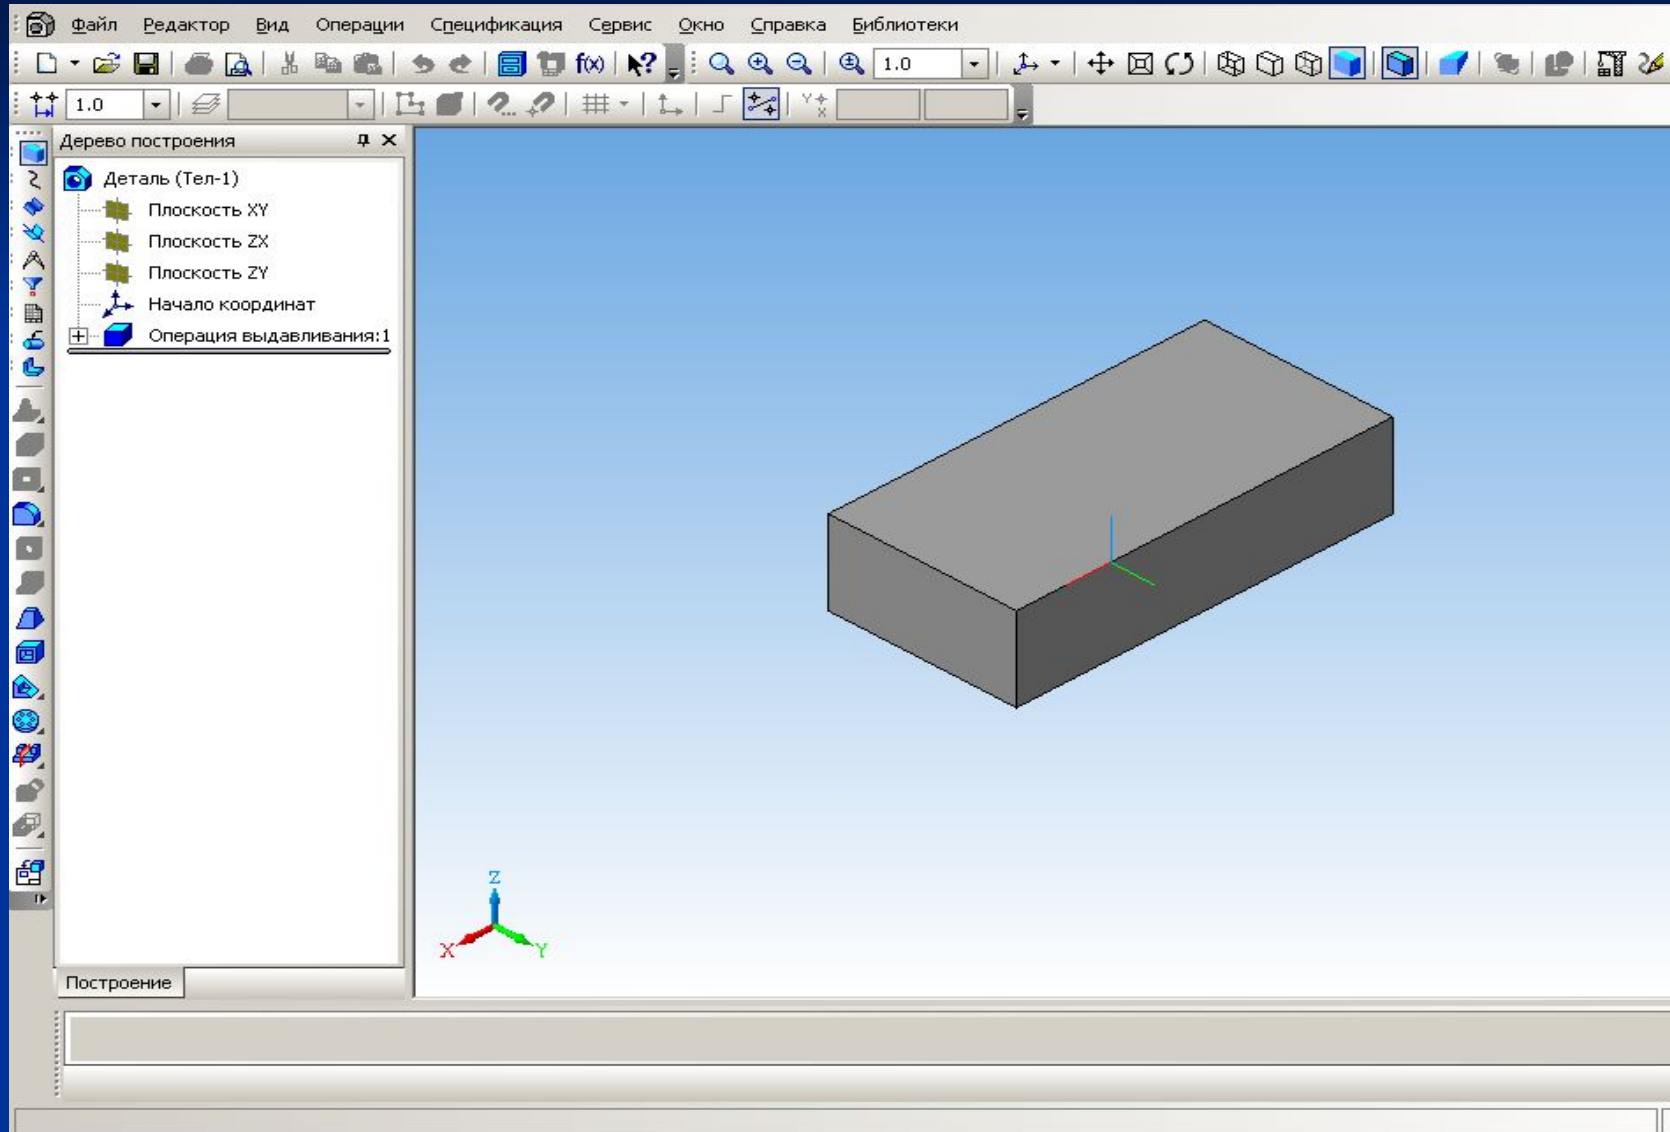 Файл Редактор Вид Операции Спецификация Сервис Окно Справка Библиотеки
f(x) ? 1.0
1.0
Дерево построения
Деталь (Тел-1)
Плоскость XY
Плоскость ZX
Плоскость ZY
Начало координат
Операция выдавливания:1
Z
X Y
Построение